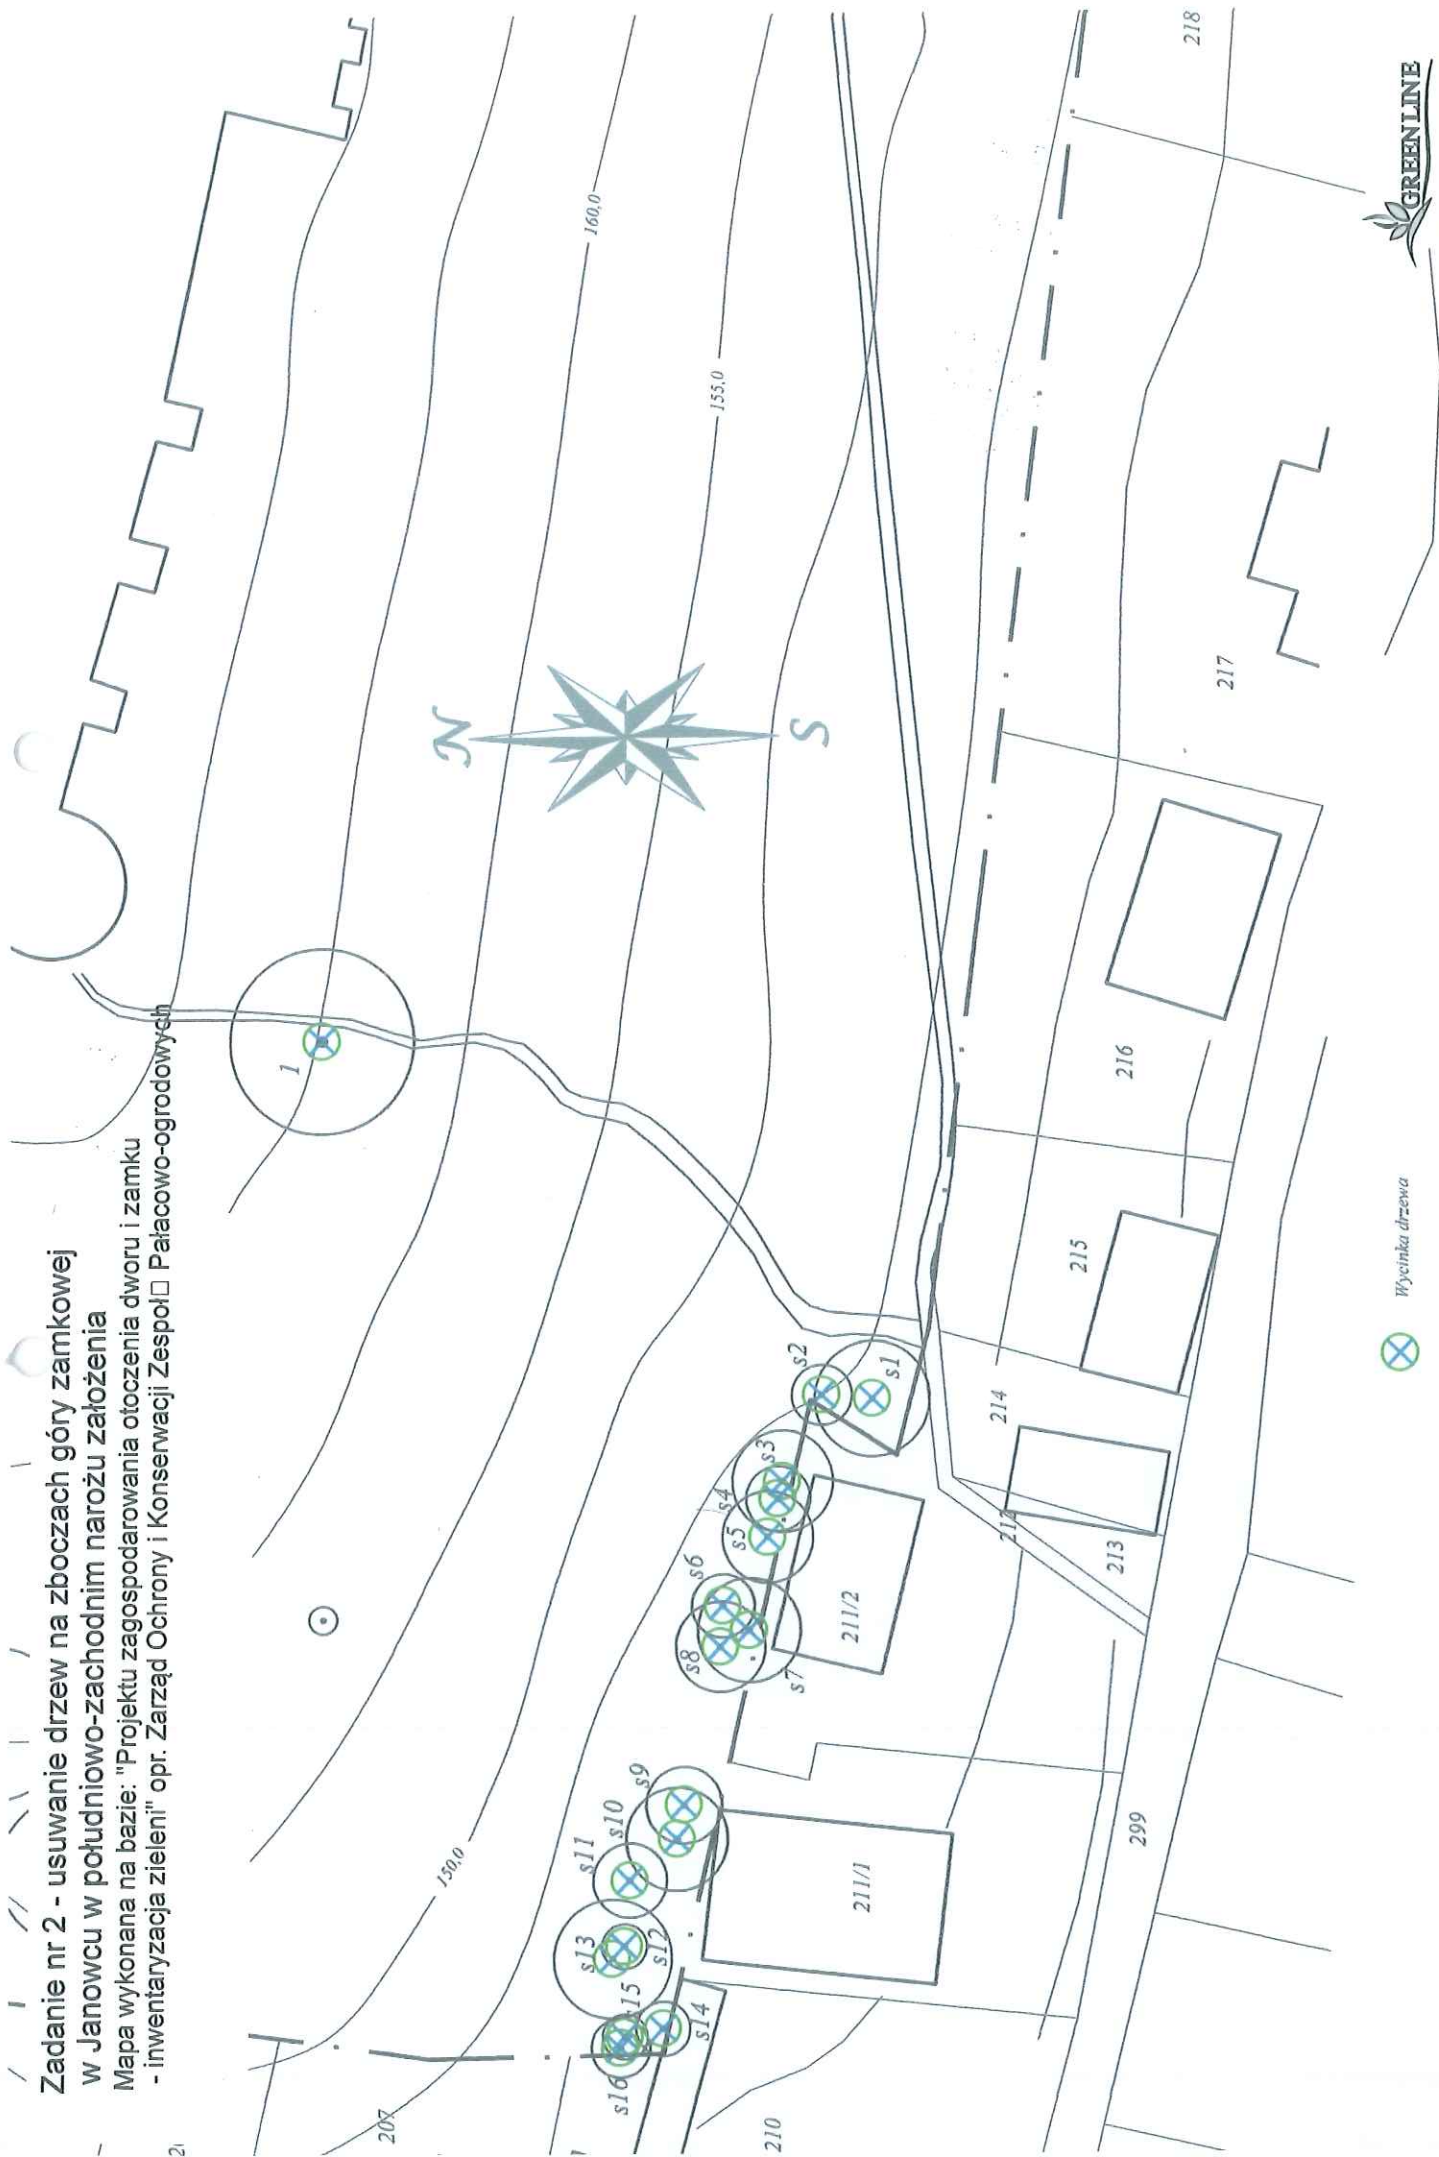 Zadanie nr 2 - usuwanie drzew na zboczach góry zamkowej
w Janowcu w południowo-zachodnim narożu założenia
Mapa wykonana na bazie: "Projektu zagospodarowania otoczenia dworu i zamku
- inwentaryzacja zieleni" opr. Zarząd Ochrony i Konserwacji Zespoł□ Pałacowo-ogrodowych
1
N
S
160,0
155,0
150,0
207
s16
15
s14
s13
s12
s11
s10
s9
s8
s7
s6
s5
s4
s3
s2
s1
210
211/1
211/2
212
213
214
215
216
217
218
299
Wycinka drzewa
GREENLINE